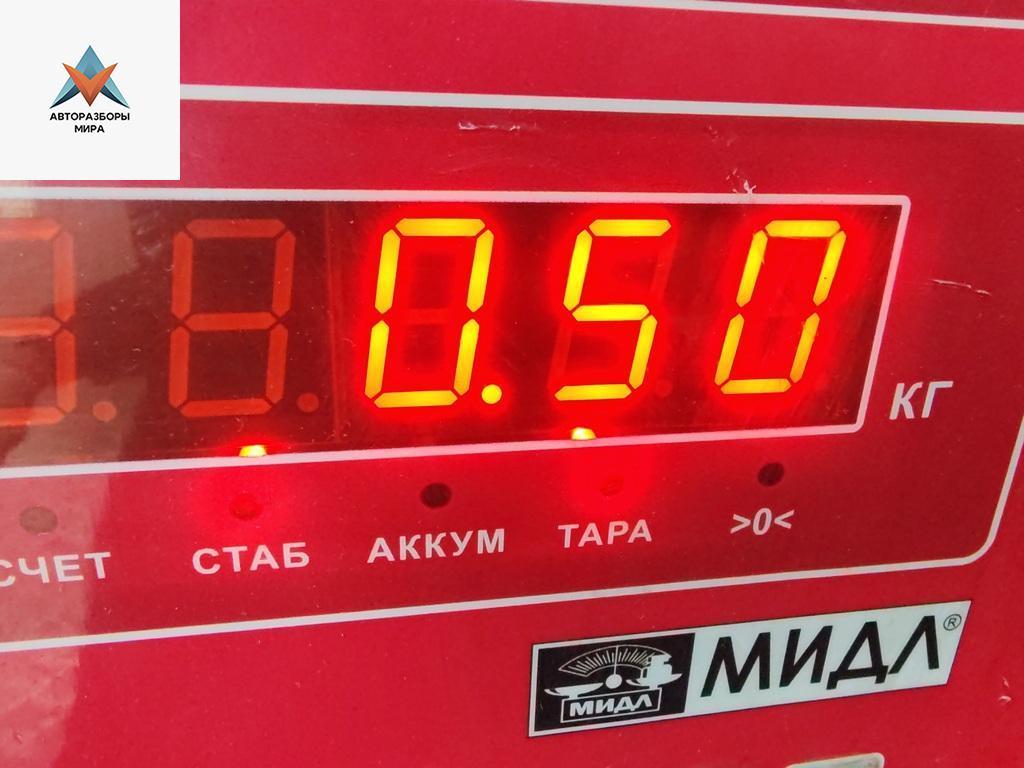 АВТОРАЗБОРЫ
МИРА
0.50
КГ
СЧЕТ СТАБ АККУМ ТАРА >0<
МИДЛ МИДЛ®